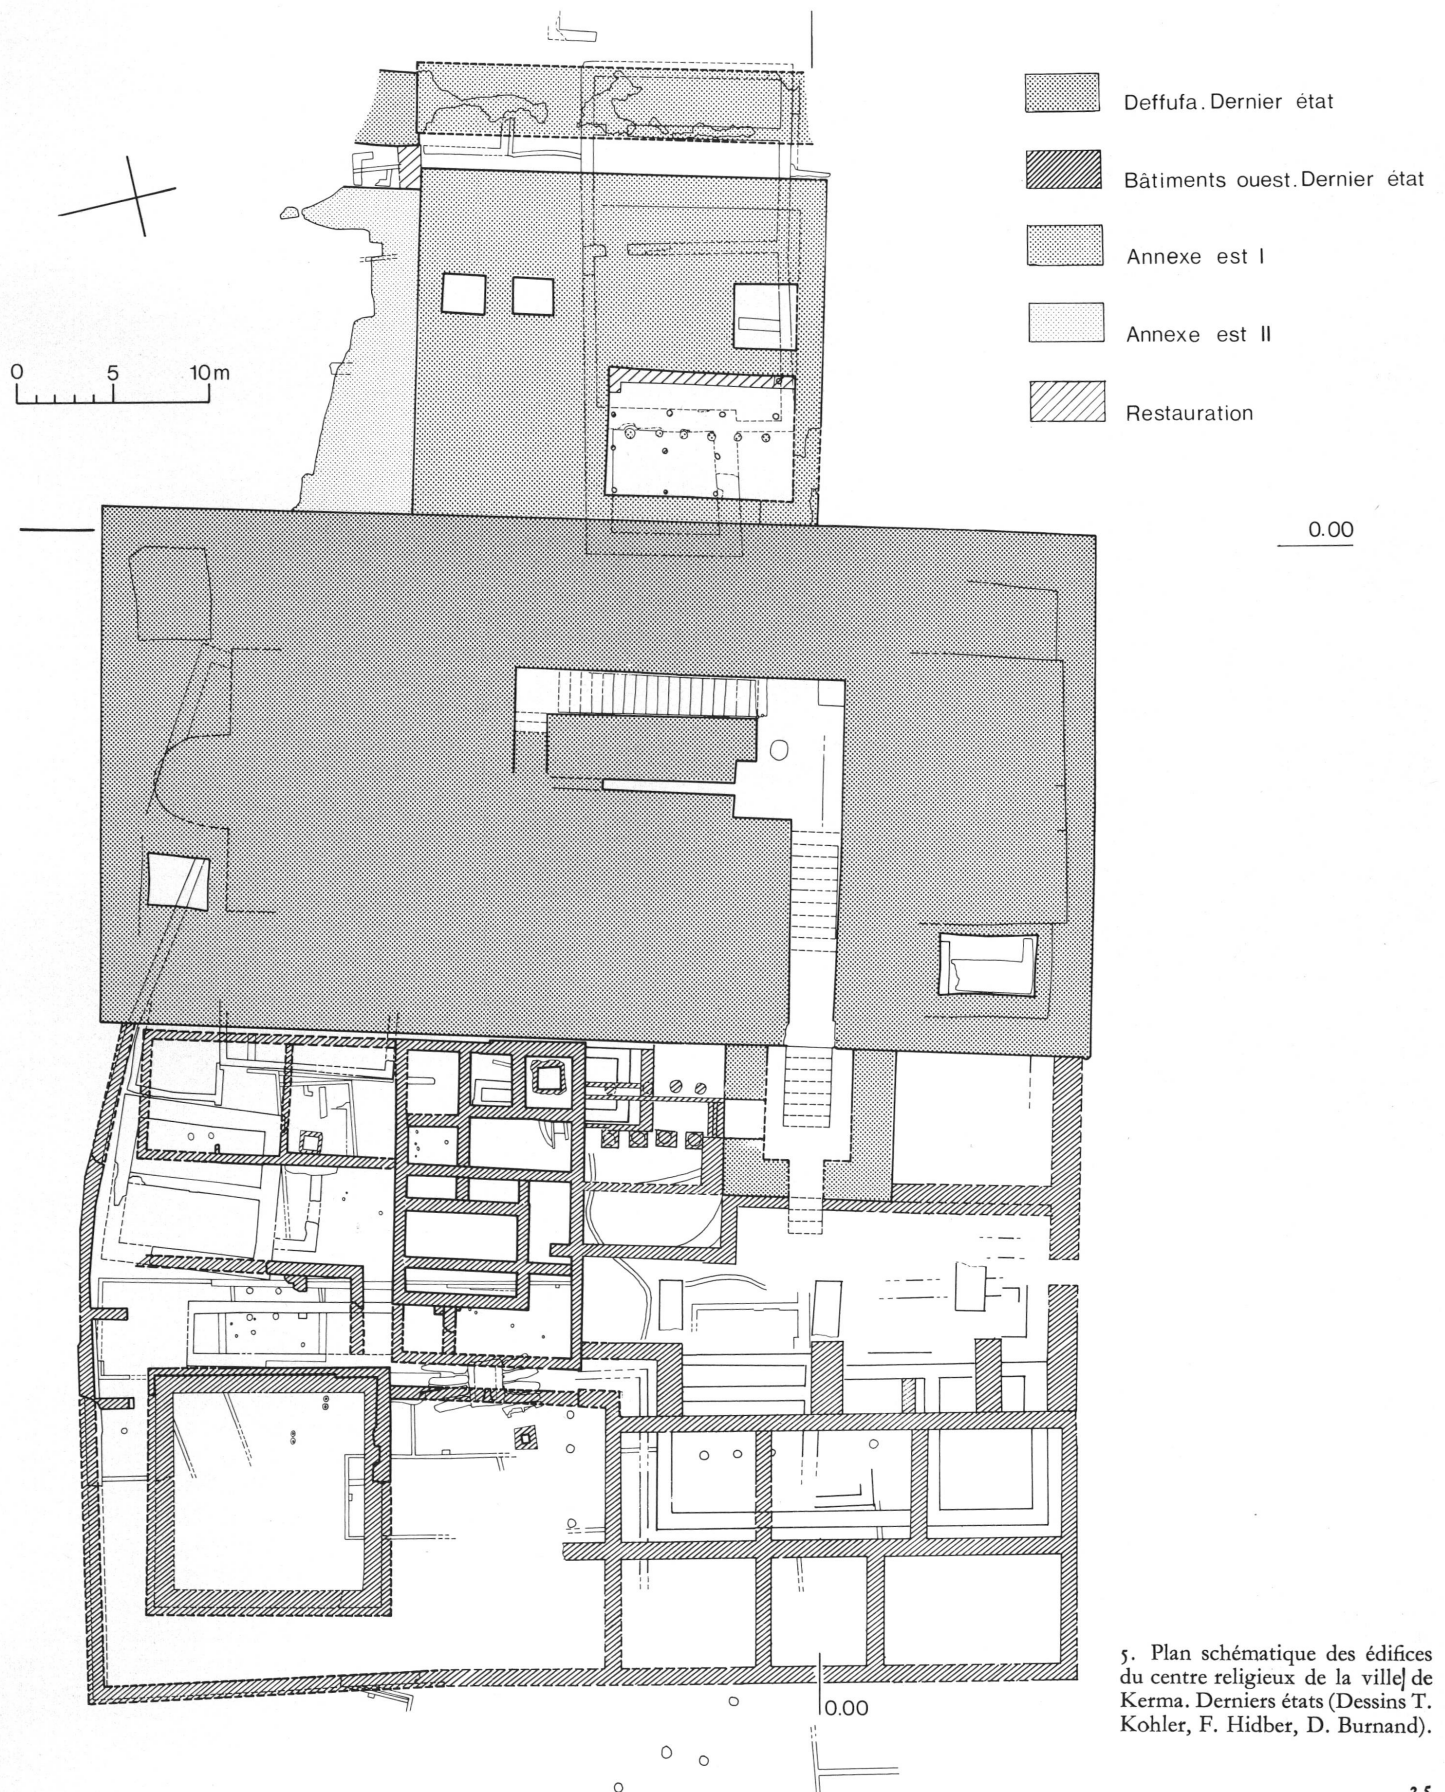 Deffufa. Dernier état
Bâtiments ouest. Dernier état
Annexe est I
Annexe est II
Restauration
0 5 10m
0.00
0.00
5. Plan schématique des édifices
du centre religieux de la ville de
Kerma. Derniers états (Dessins T.
Kohler, F. Hidber, D. Burnand).